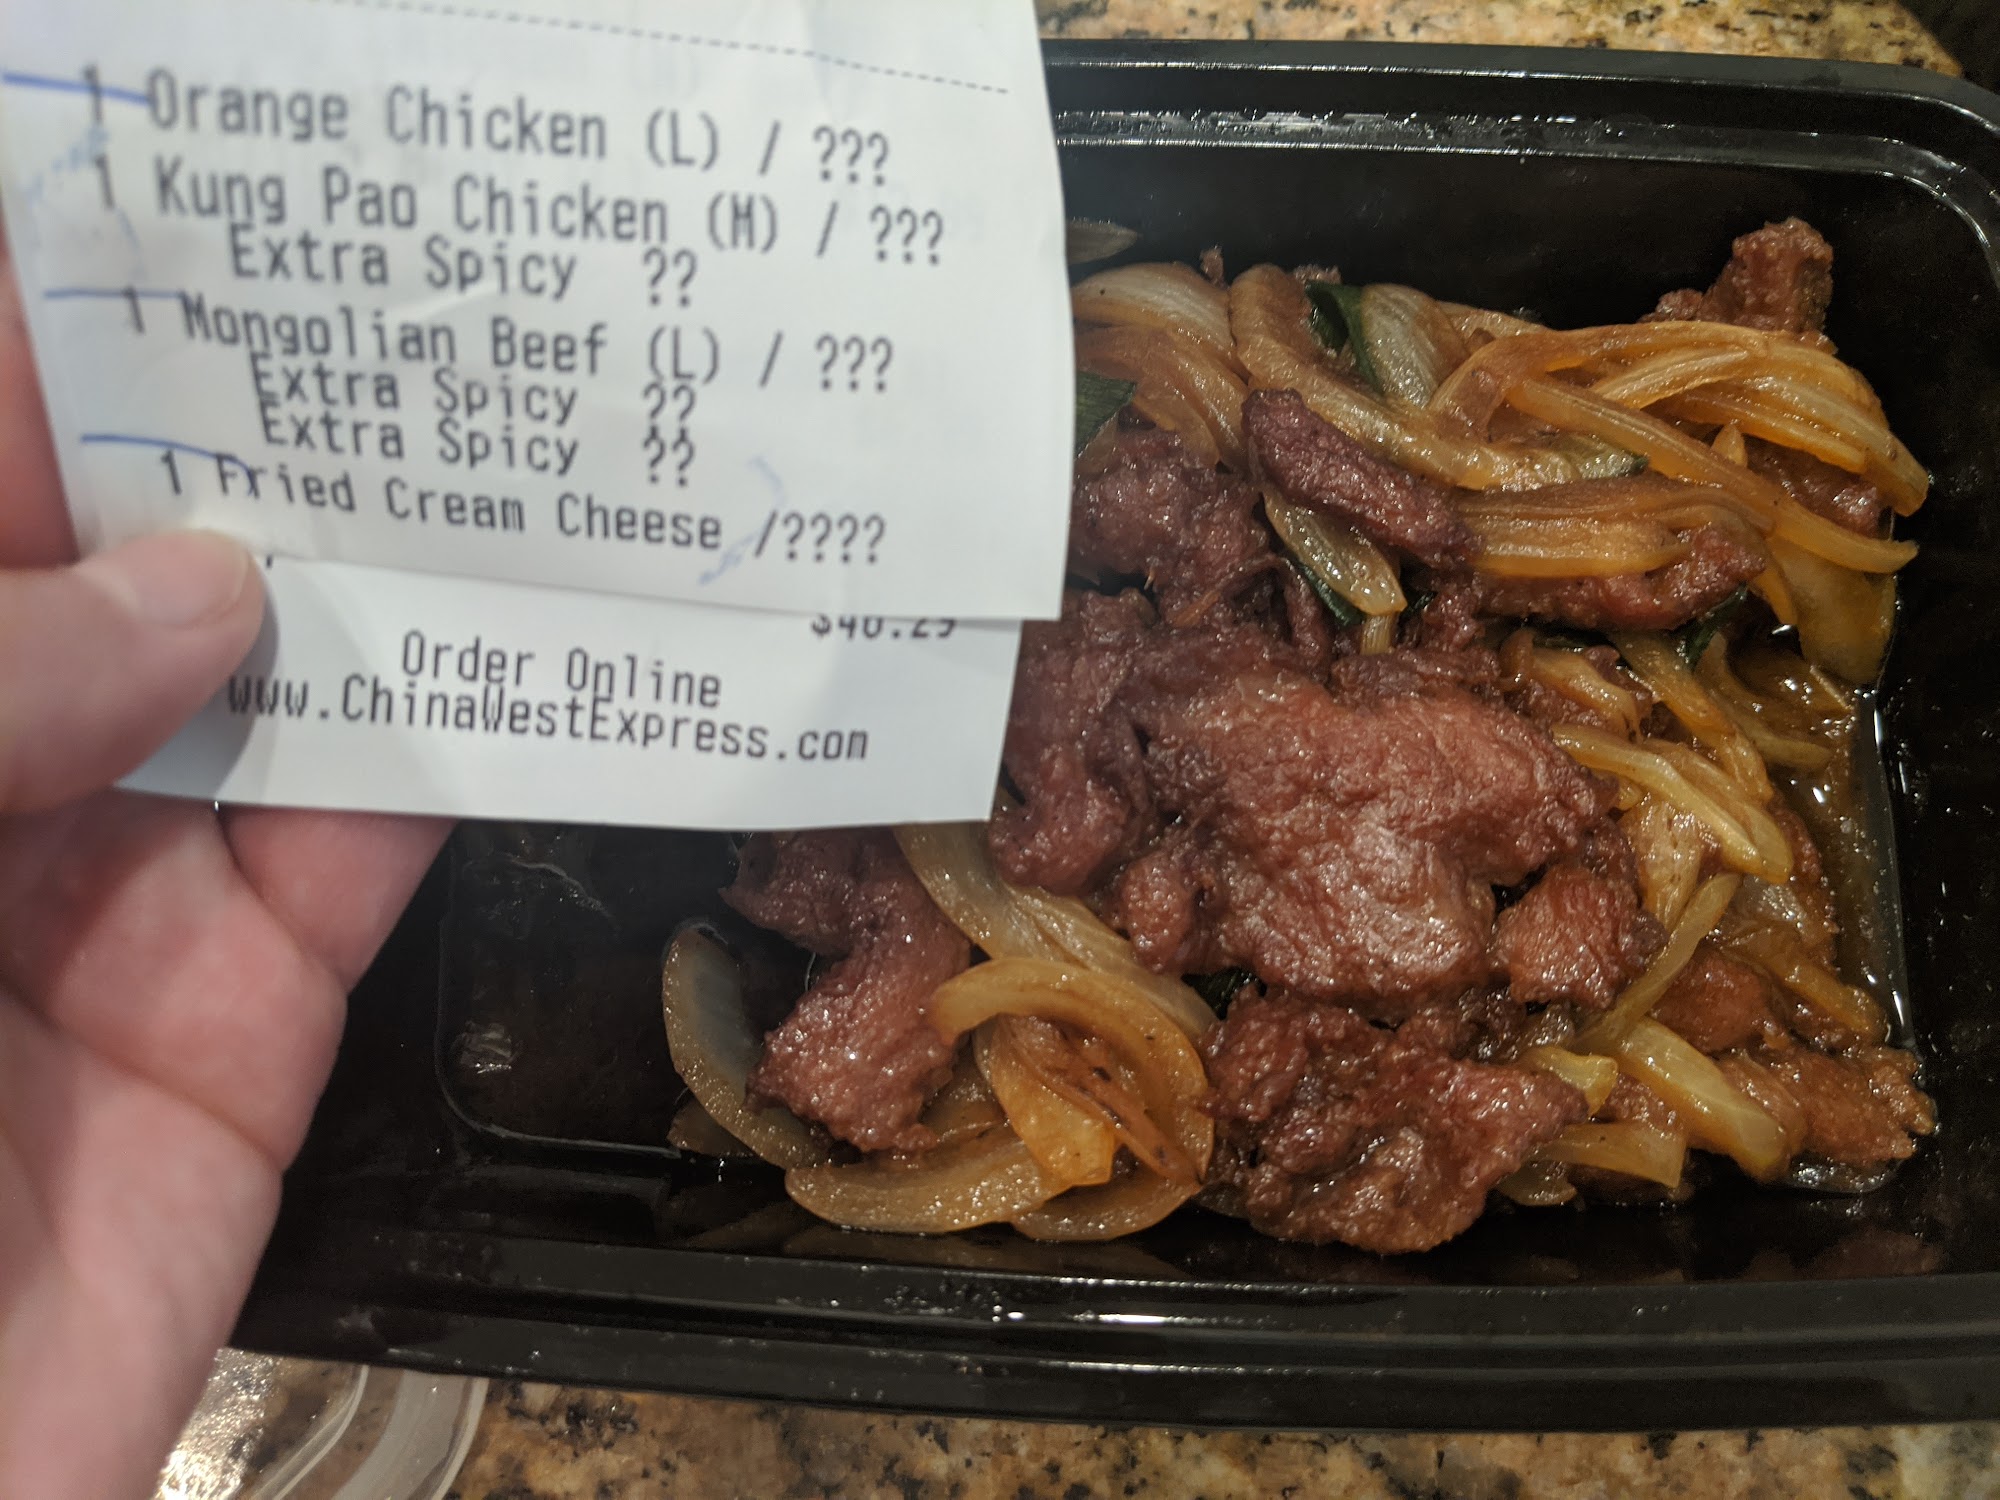 1 Orange Chicken (L) / ???
1 Kung Pao Chicken (M) / ???
Extra Spicy ??
1 Mongolian Beef (L) / ???
Extra Spicy ??
Extra Spicy ??
1 Fried Cream Cheese /????
Order Online
www.ChinaWestExpress.com